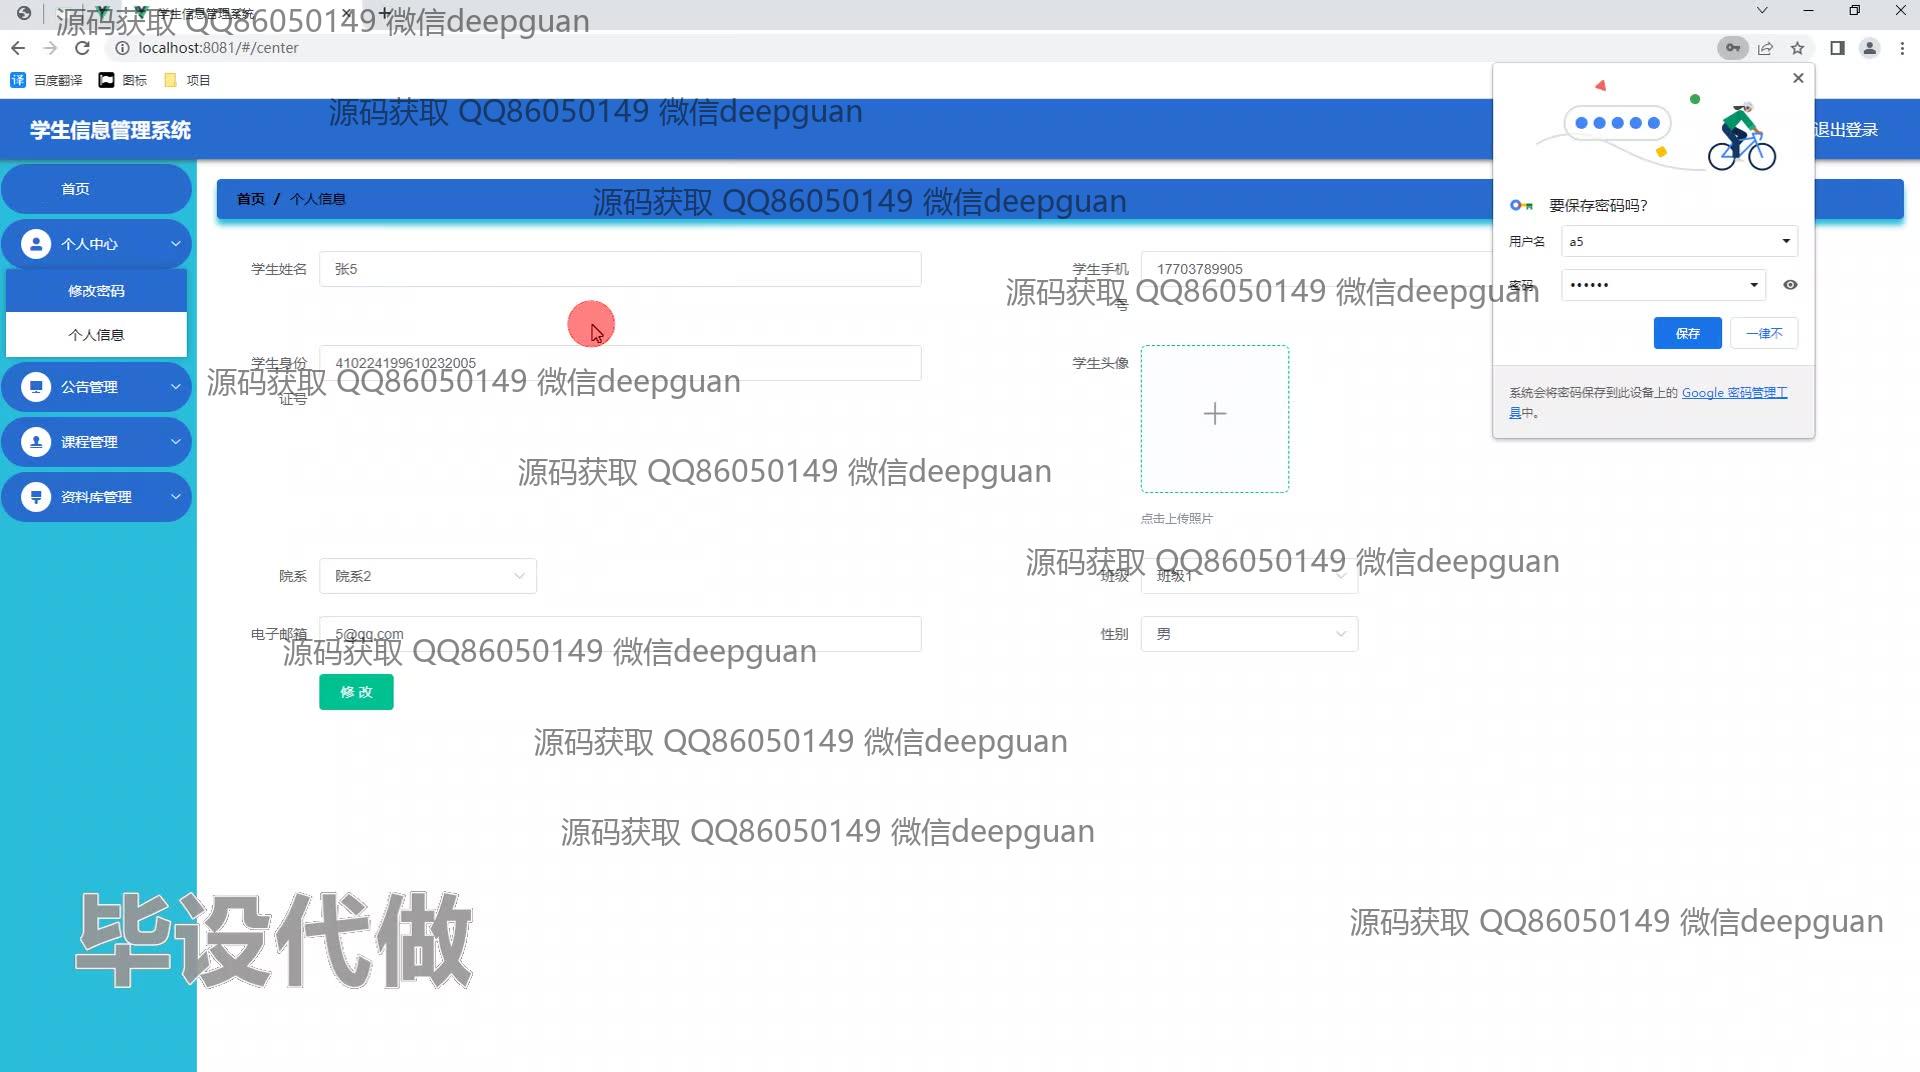 学生信息管理系统
源码获取 QQ86050149 微信deepguan
localhost:8081/#/center
译 百度翻译 图标 项目
源码获取 QQ86050149 微信deepguan
学生信息管理系统
退出登录
首页
首页 / 个人信息
源码获取 QQ86050149 微信deepguan
要保存密码吗?
用户名 a5
密码 ••••••
保存 一律不
系统会将密码保存到此设备上的 Google 密码管理工
具中。
个人中心
修改密码
个人信息
公告管理
课程管理
资料库管理
学生姓名 张5
学生手机
号
17703789905
源码获取 QQ86050149 微信deepguan
学生身份
证号
410224199610232005
学生头像
源码获取 QQ86050149 微信deepguan
源码获取 QQ86050149 微信deepguan
点击上传照片
源码获取 QQ86050149 微信deepguan
院系 院系2
班级 班级1
电子邮箱 5@qq.com
性别 男
源码获取 QQ86050149 微信deepguan
修 改
源码获取 QQ86050149 微信deepguan
源码获取 QQ86050149 微信deepguan
毕设代做
源码获取 QQ86050149 微信deepguan